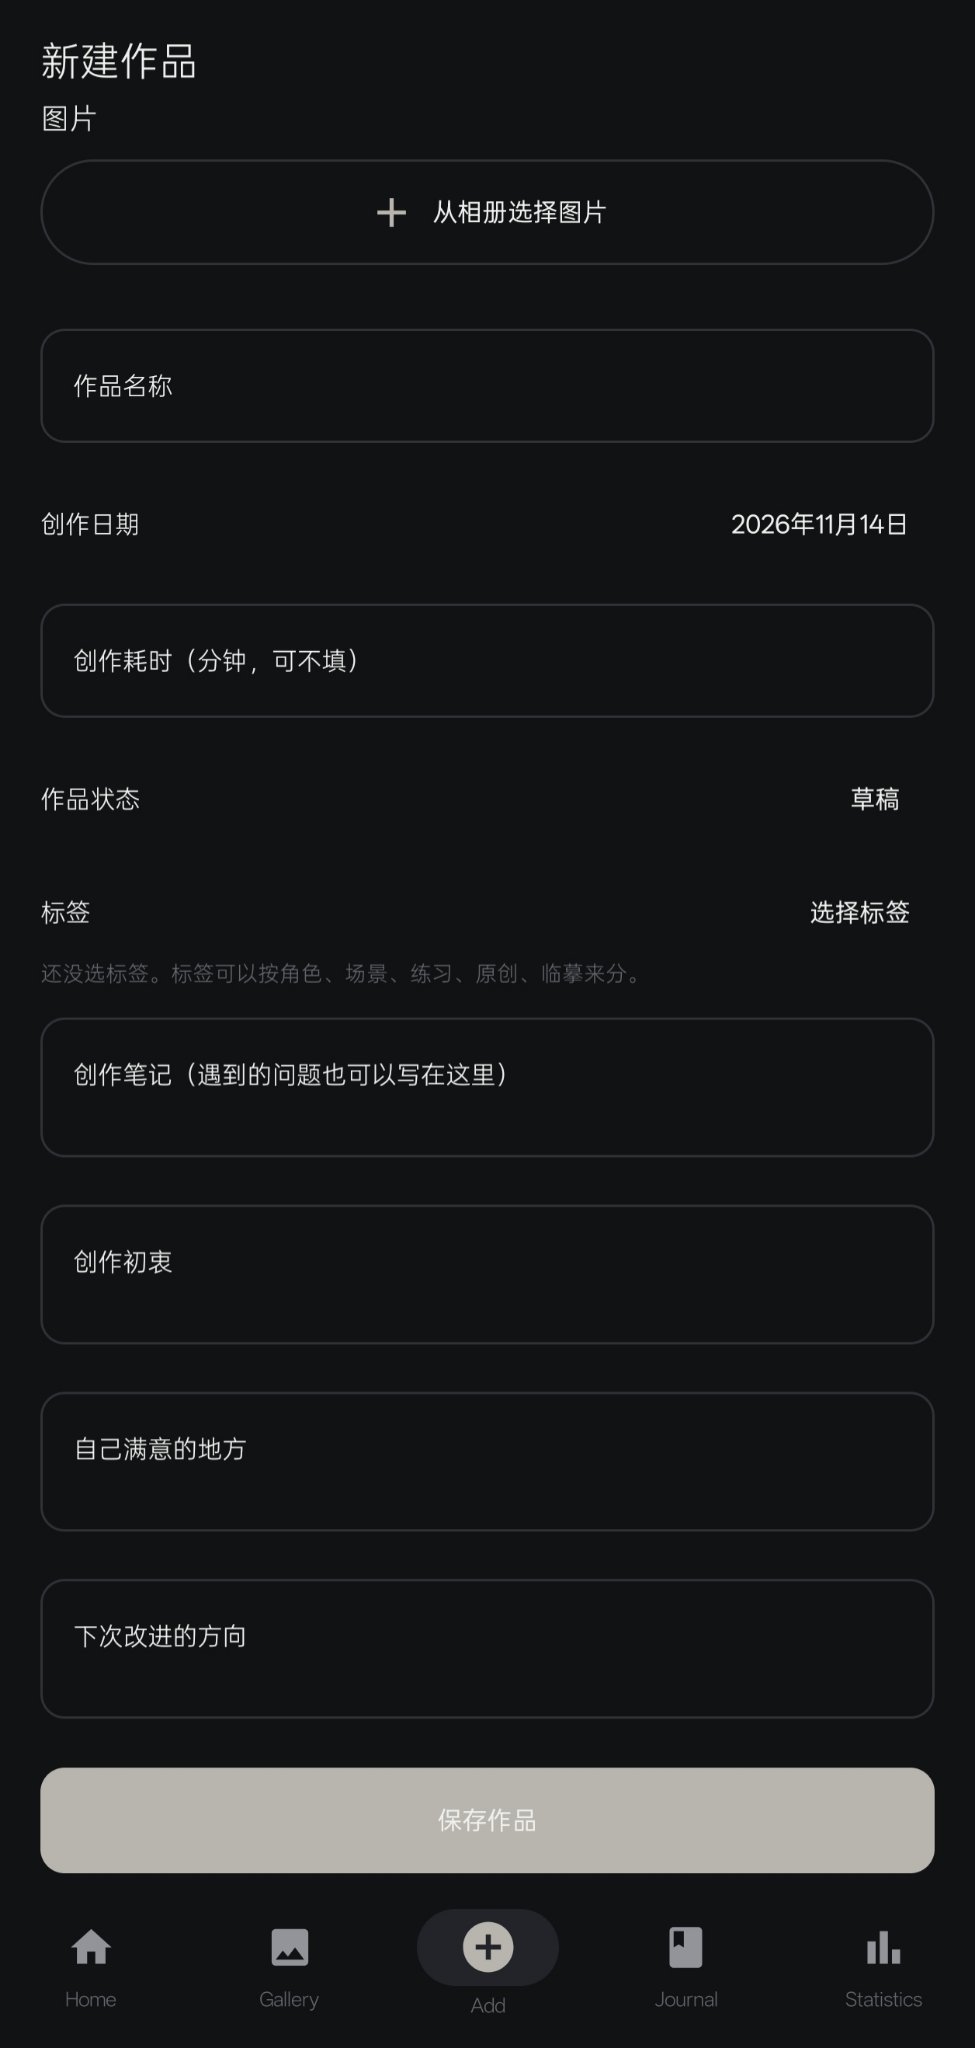 新建作品
图片
从相册选择图片
作品名称
创作日期 2026年11月14日
创作耗时（分钟，可不填）
作品状态 草稿
标签 选择标签
还没选标签。标签可以按角色、场景、练习、原创、临摹来分。
创作笔记（遇到的问题也可以写在这里）
创作初衷
自己满意的地方
下次改进的方向
保存作品
Home Gallery Add Journal Statistics